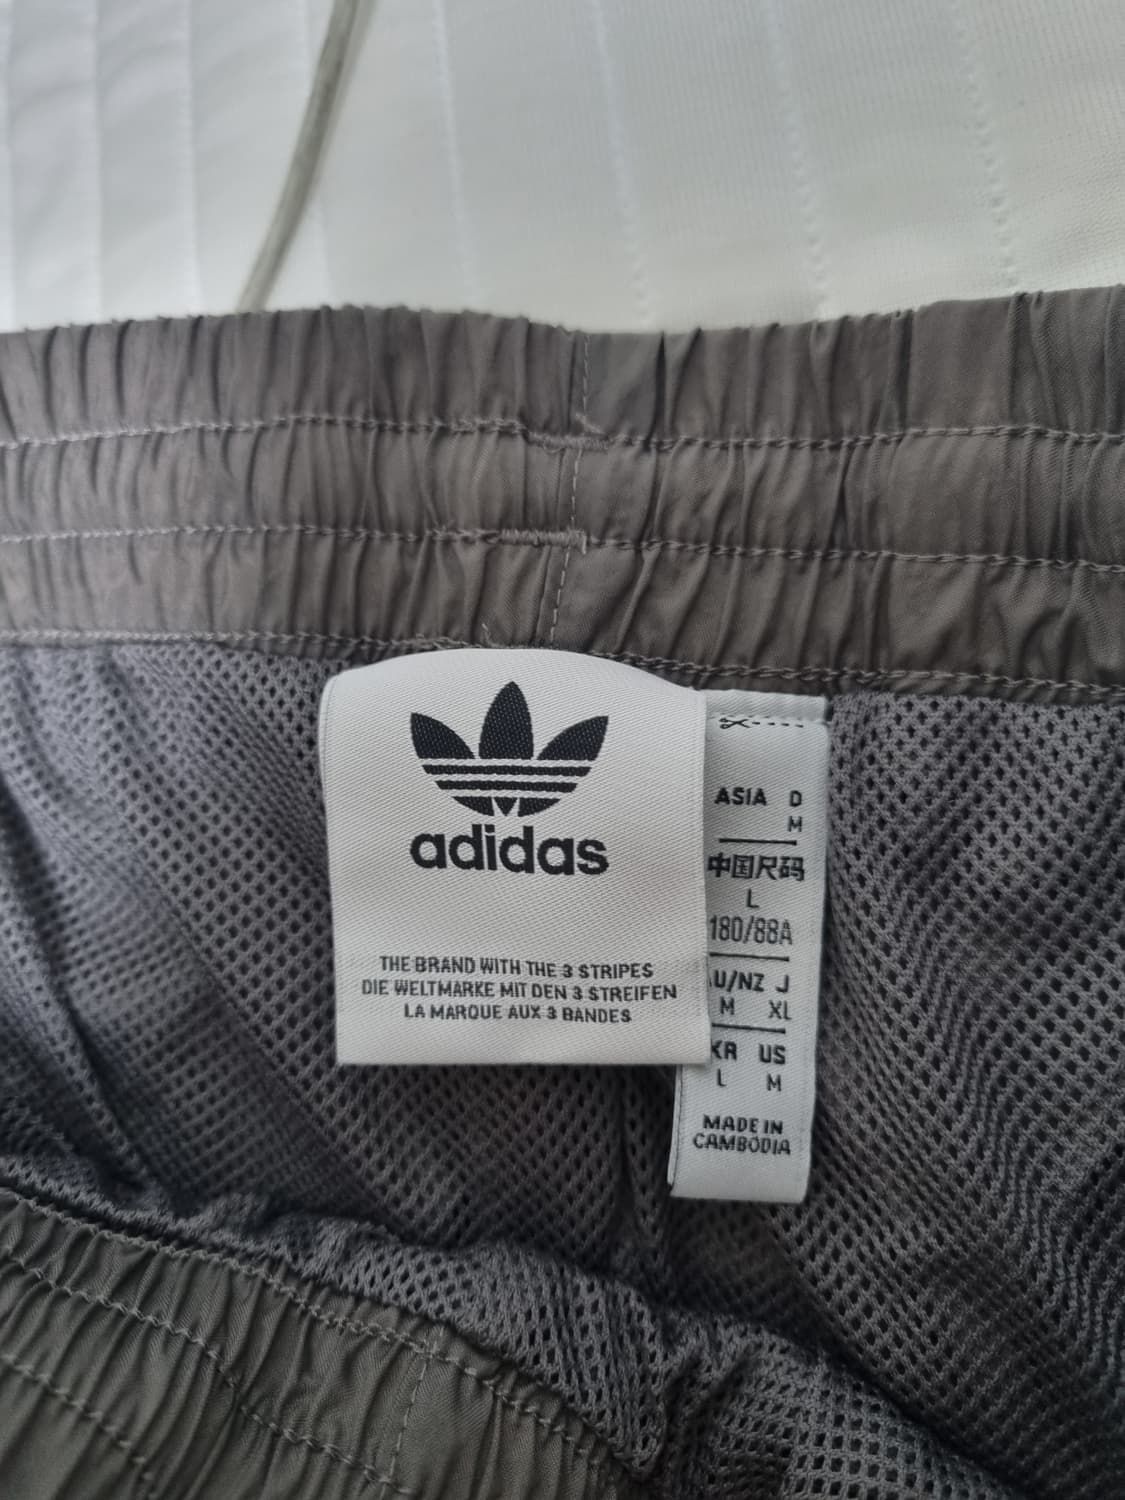 adidas
THE BRAND WITH THE 3 STRIPES
DIE WELTMARKE MIT DEN 3 STREIFEN
LA MARQUE AUX 3 BANDES
ASIA D
M
中国尺码
L
180/88A
U/NZ J
M XL
KR US
L M
MADE IN
CAMBODIA